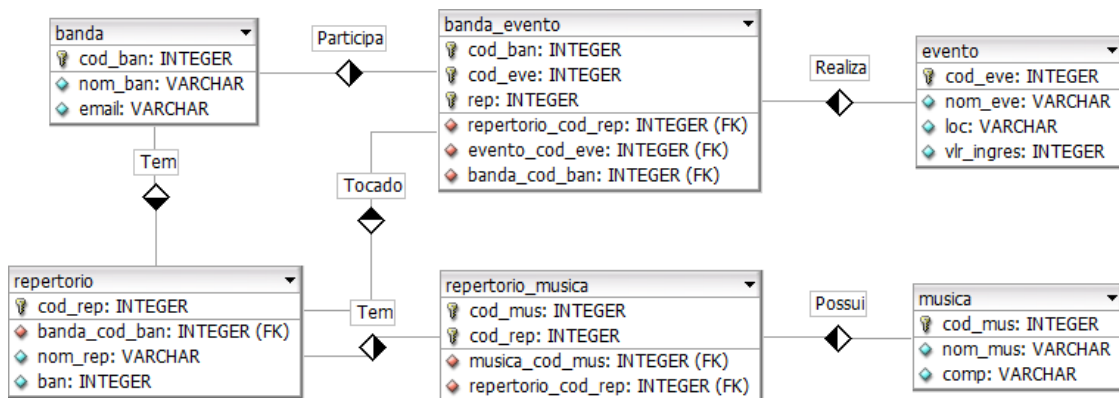 banda
cod_ban: INTEGER
nom_ban: VARCHAR
email: VARCHAR
Participa
banda_evento
cod_ban: INTEGER
cod_eve: INTEGER
rep: INTEGER
repertorio_cod_rep: INTEGER (FK)
evento_cod_eve: INTEGER (FK)
banda_cod_ban: INTEGER (FK)
Realiza
evento
cod_eve: INTEGER
nom_eve: VARCHAR
loc: VARCHAR
vlr_ingres: INTEGER
Tem
Tocado
repertorio
cod_rep: INTEGER
banda_cod_ban: INTEGER (FK)
nom_rep: VARCHAR
ban: INTEGER
Tem
repertorio_musica
cod_mus: INTEGER
cod_rep: INTEGER
musica_cod_mus: INTEGER (FK)
repertorio_cod_rep: INTEGER (FK)
Possui
musica
cod_mus: INTEGER
nom_mus: VARCHAR
comp: VARCHAR